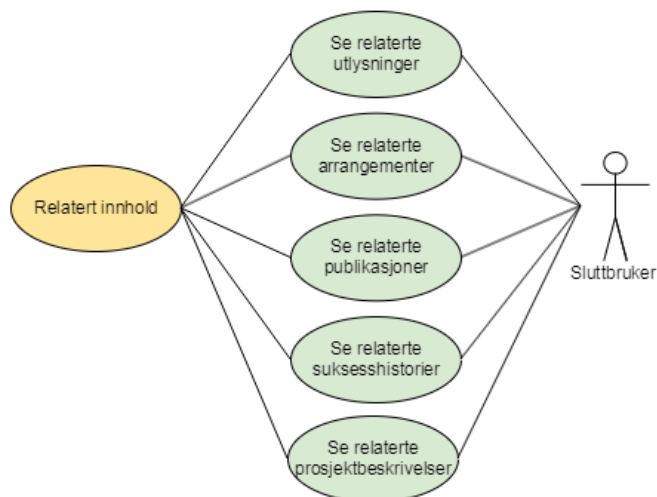 Se relaterte
utlysninger
Se relaterte
arrangementer
Relatert innhold
Se relaterte
publikasjoner
Sluttbruker
Se relaterte
suksesshistorier
Se relaterte
prosjektbeskrivelser